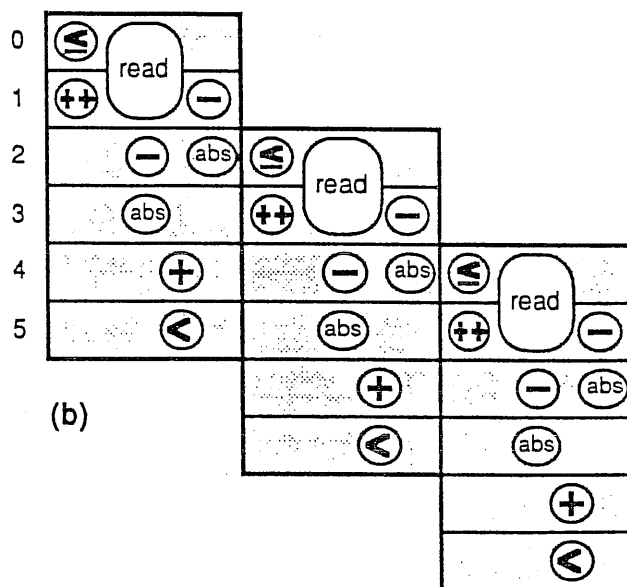 0 ≤ read
1 ++ −
2 − abs ≤ read
3 abs ++ −
4 + − abs ≤ read
5 < abs ++ −
+ − abs
(b) < abs
+
<